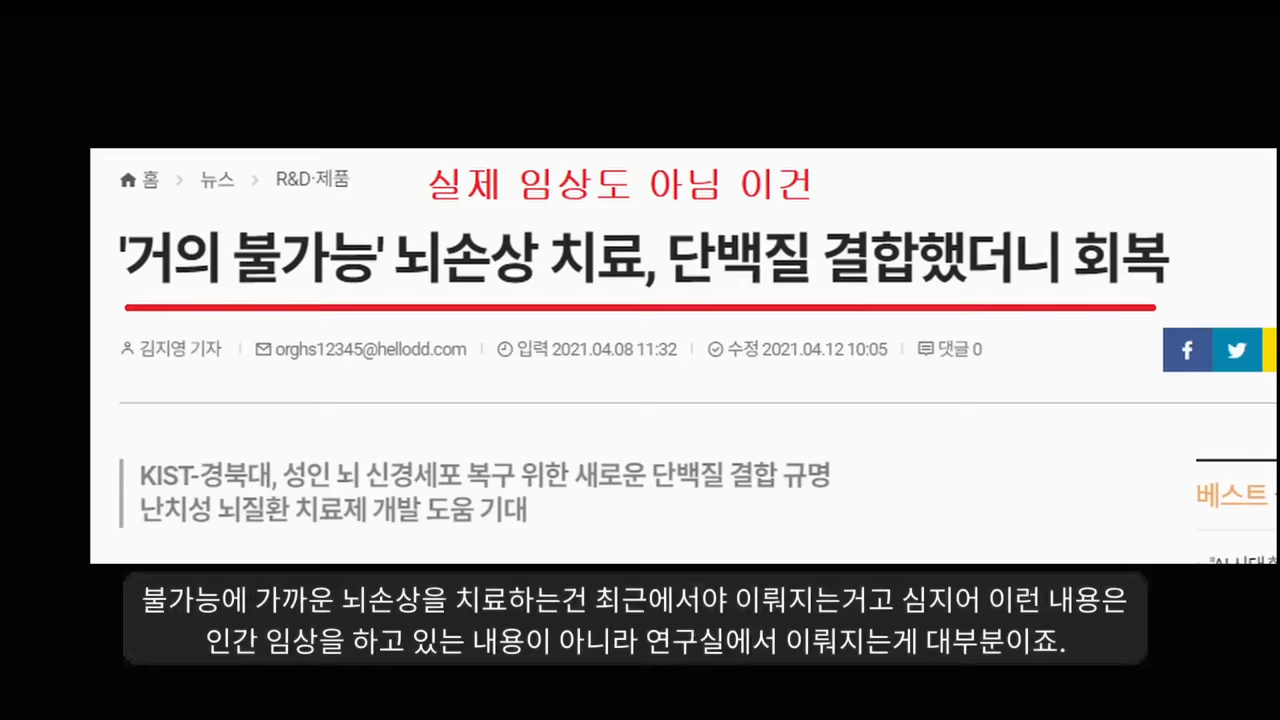 홈 > 뉴스 > R&D·제품
실제 임상도 아님 이건
'거의 불가능' 뇌손상 치료, 단백질 결합했더니 회복
김지영 기자 orghs12345@hellodd.com 입력 2021.04.08 11:32 수정 2021.04.12 10:05 댓글 0
KIST-경북대, 성인 뇌 신경세포 복구 위한 새로운 단백질 결합 규명
난치성 뇌질환 치료제 개발 도움 기대
베스트
불가능에 가까운 뇌손상을 치료하는건 최근에서야 이뤄지는거고 심지어 이런 내용은
인간 임상을 하고 있는 내용이 아니라 연구실에서 이뤄지는게 대부분이죠.